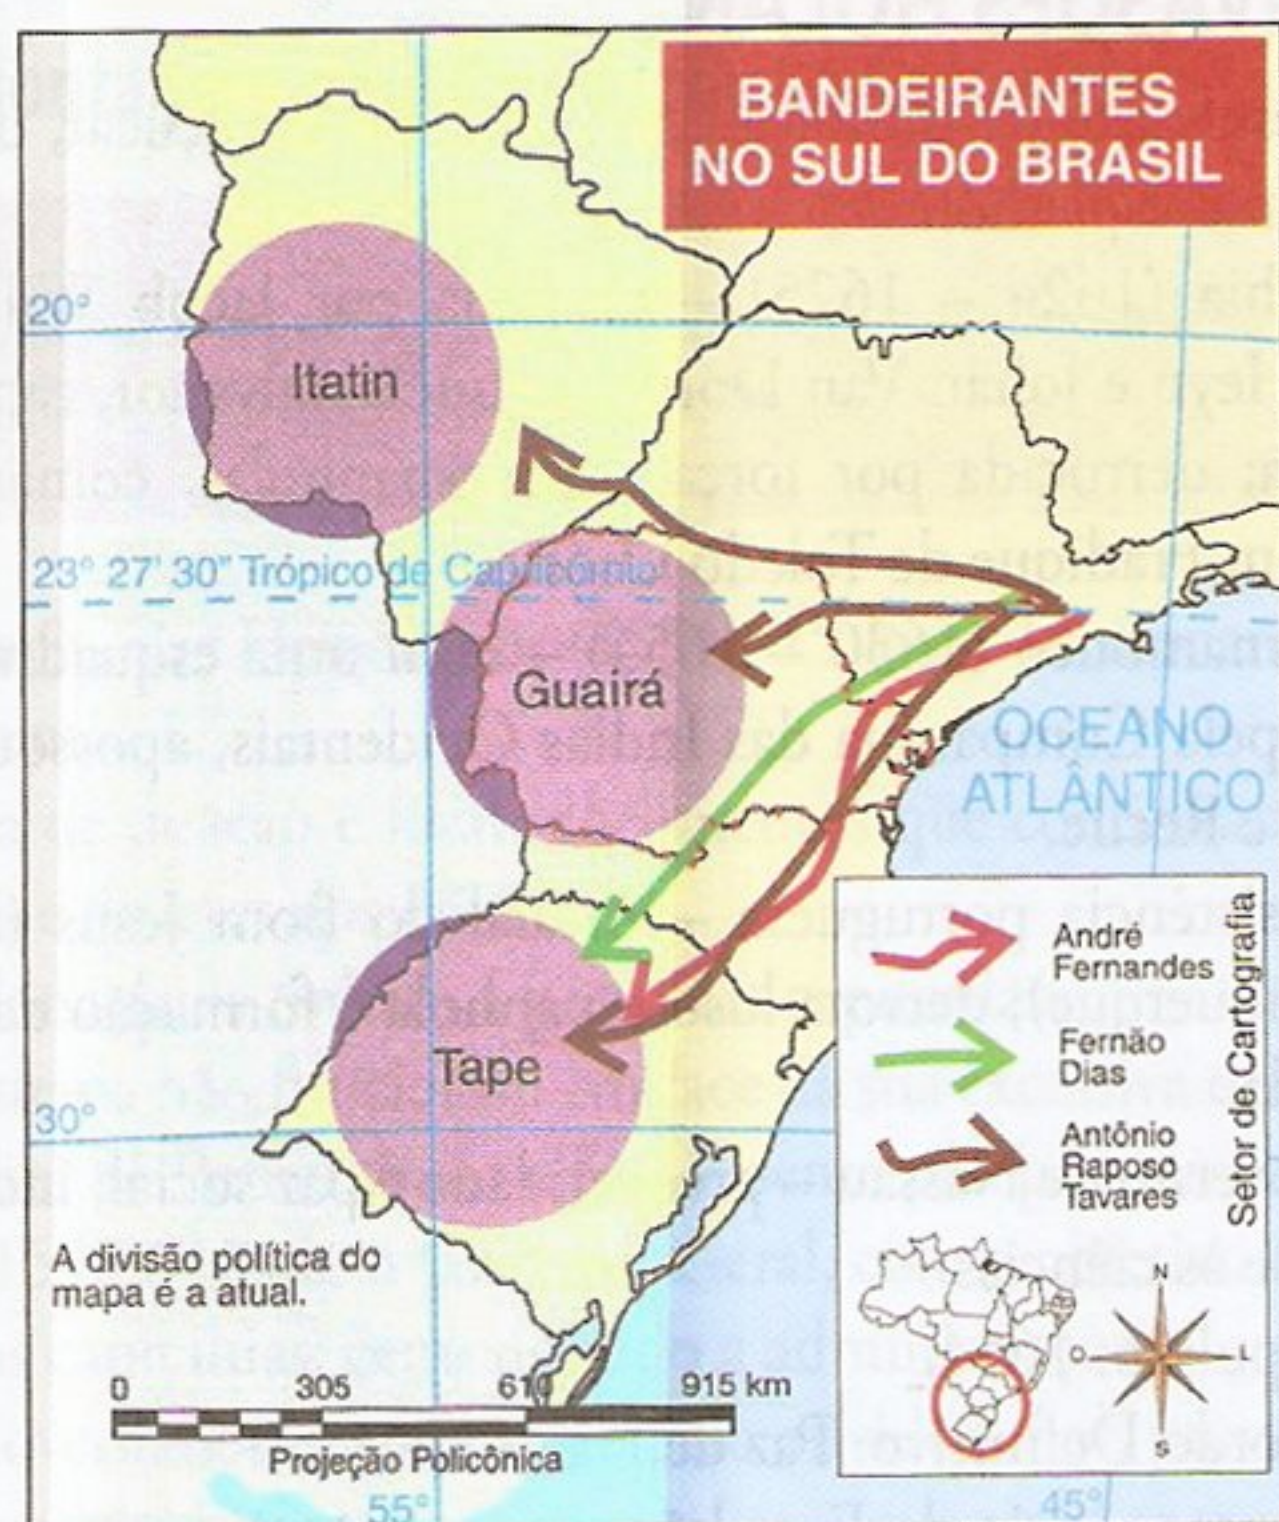 BANDEIRANTES
NO SUL DO BRASIL
20°
Itatin
23° 27' 30" Trópico de Capricórnio
Guairá
OCEANO
ATLÂNTICO
Tape
30°
André
Fernandes
Fernão
Dias
Antônio
Raposo
Tavares
Setor de Cartografia
A divisão política do
mapa é a atual.
N
O
L
S
0 305 610 915 km
Projeção Policônica
55°
45°